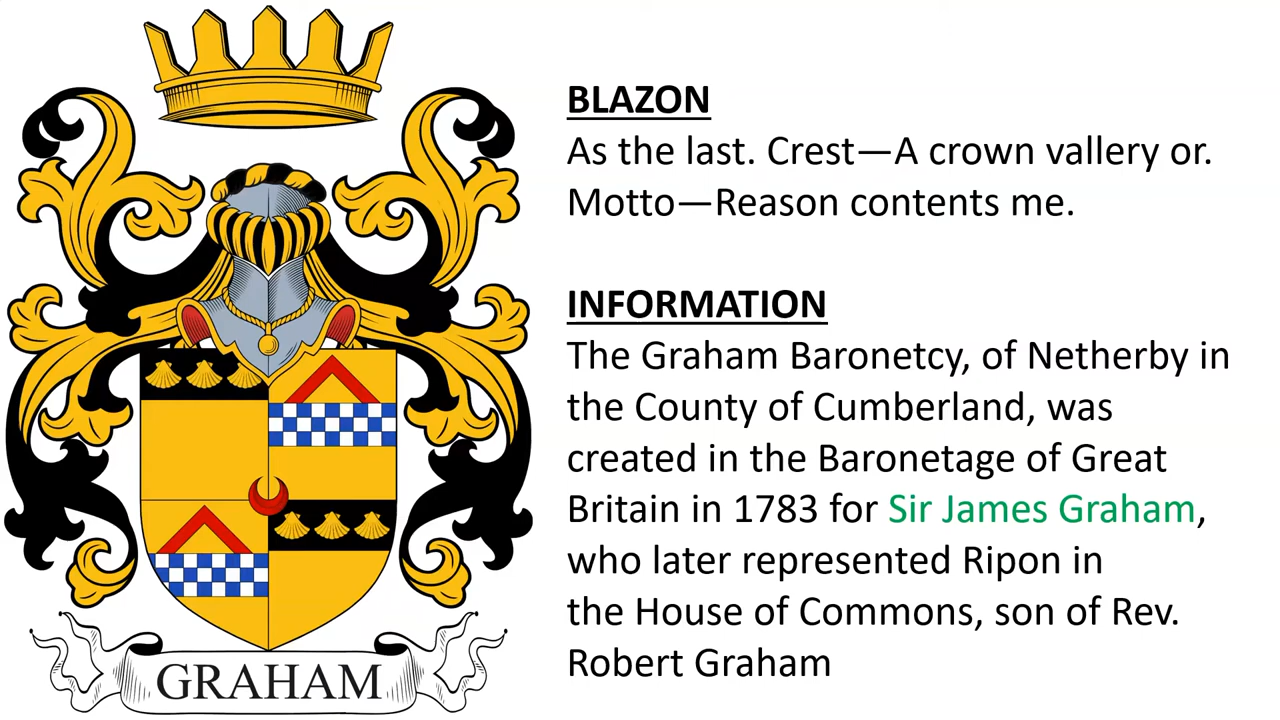 BLAZON
As the last. Crest—A crown vallery or.
Motto—Reason contents me.
INFORMATION
The Graham Baronetcy, of Netherby in
the County of Cumberland, was
created in the Baronetage of Great
Britain in 1783 for Sir James Graham,
who later represented Ripon in
the House of Commons, son of Rev.
Robert Graham
GRAHAM